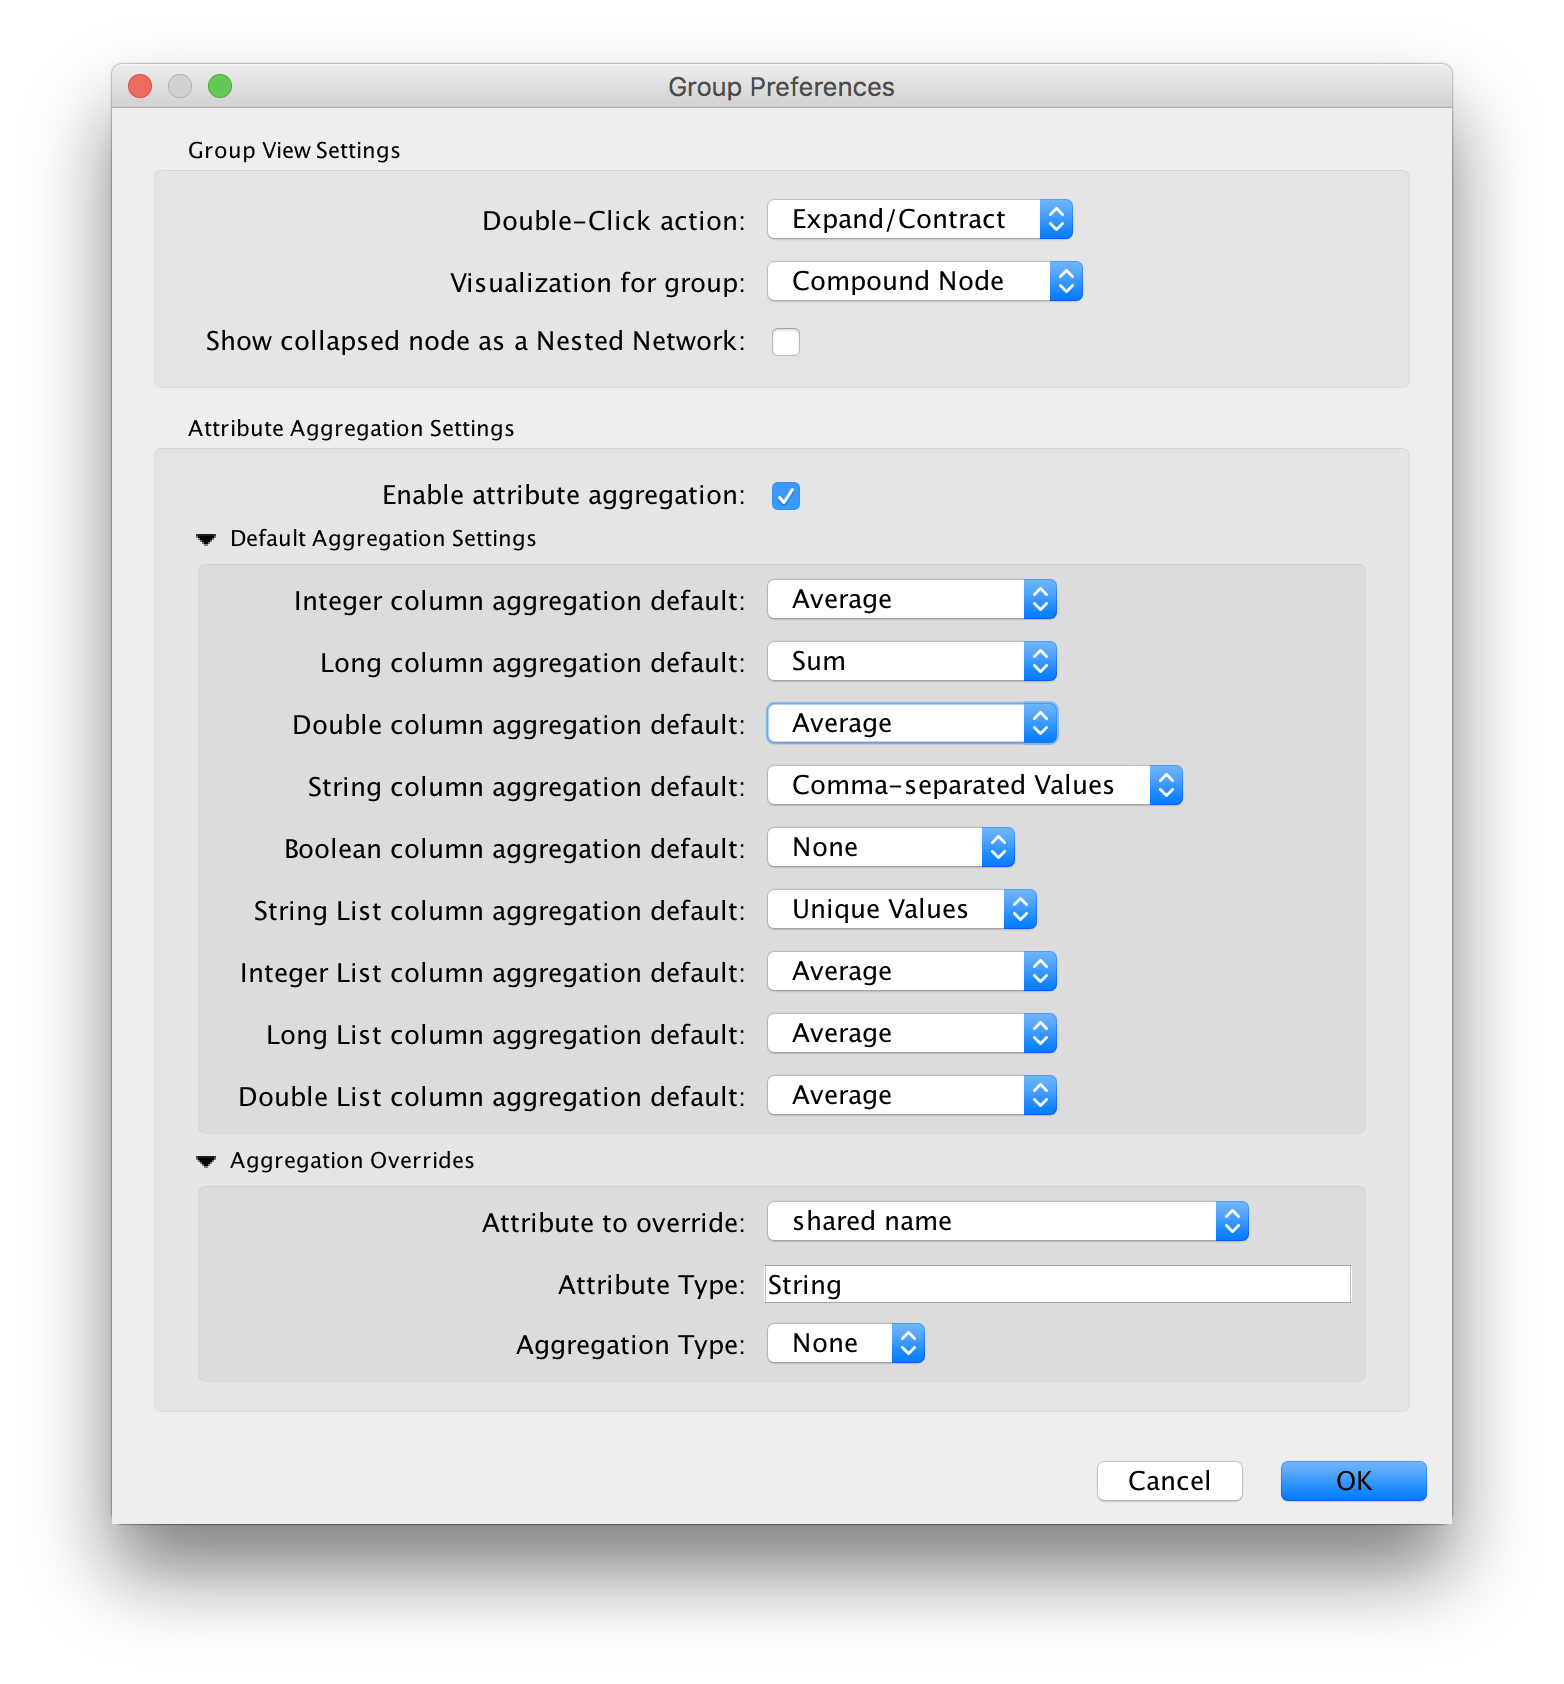 Group Preferences
Group View Settings
Double-Click action: Expand/Contract
Visualization for group: Compound Node
Show collapsed node as a Nested Network:
Attribute Aggregation Settings
Enable attribute aggregation:
Default Aggregation Settings
Integer column aggregation default: Average
Long column aggregation default: Sum
Double column aggregation default: Average
String column aggregation default: Comma-separated Values
Boolean column aggregation default: None
String List column aggregation default: Unique Values
Integer List column aggregation default: Average
Long List column aggregation default: Average
Double List column aggregation default: Average
Aggregation Overrides
Attribute to override: shared name
Attribute Type: String
Aggregation Type: None
Cancel OK